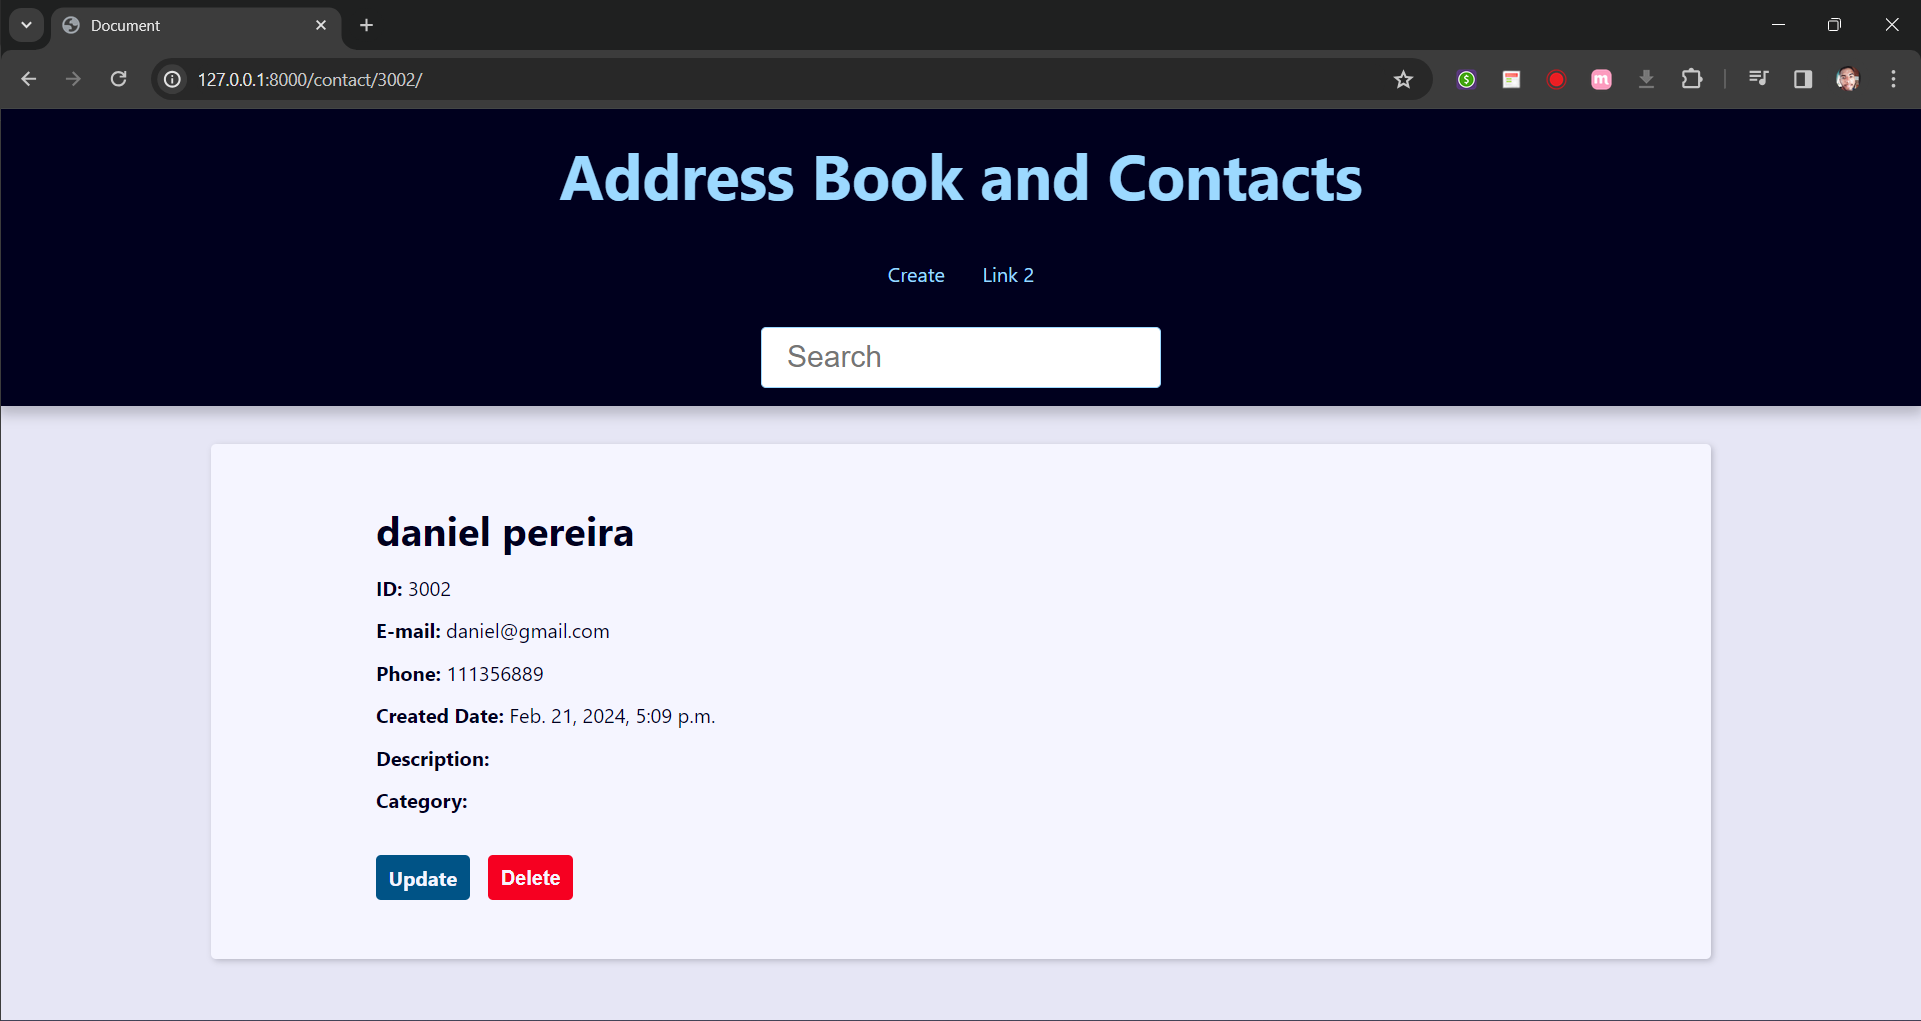 Document
127.0.0.1:8000/contact/3002/
Address Book and Contacts
Create Link 2
Search
daniel pereira
ID: 3002
E-mail: daniel@gmail.com
Phone: 111356889
Created Date: Feb. 21, 2024, 5:09 p.m.
Description:
Category:
Update Delete